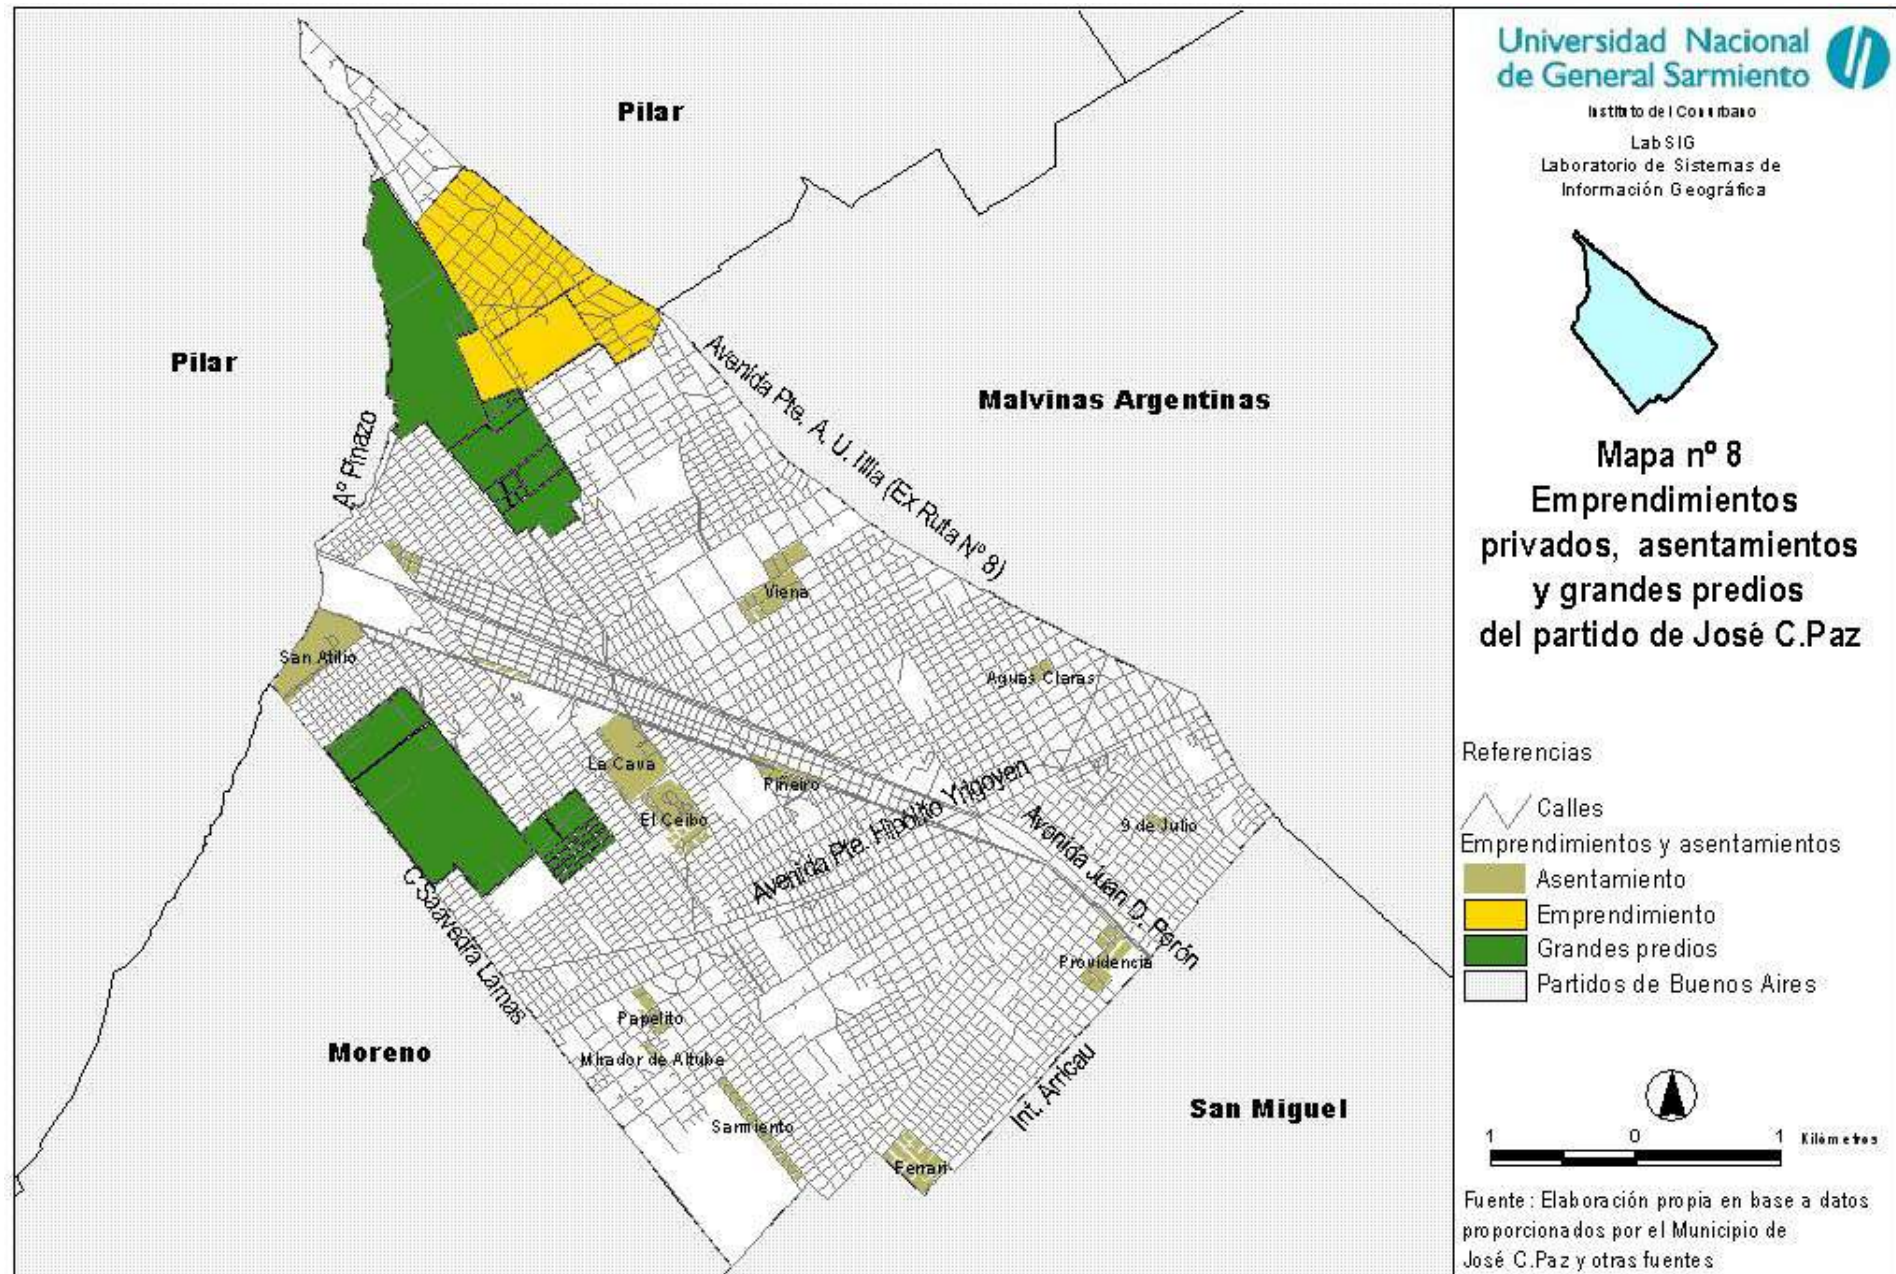 Pilar
Pilar
Malvinas Argentinas
Avenida Pte. A. U. Illia (Ex Ruta Nº 8)
Aº Pinazo
Viena
San Atilio
Aguas Claras
La Cava
Piñeiro
El Ceibo
Avenida Pte. Hipólito Yrigoyen
9 de Julio
Avenida Juan D. Perón
C Saavedra Lamas
Providencia
Papelito
Mirador de Altube
Moreno
Sarmiento
Int. Arricau
San Miguel
Ferrari
Universidad Nacional
de General Sarmiento
Instituto del Conurbano
LabSIG
Laboratorio de Sistemas de
Información Geográfica
Mapa nº 8
Emprendimientos
privados, asentamientos
y grandes predios
del partido de José C.Paz
Referencias
Calles
Emprendimientos y asentamientos
Asentamiento
Emprendimiento
Grandes predios
Partidos de Buenos Aires
1 0 1 Kilómetros
Fuente: Elaboración propia en base a datos
proporcionados por el Municipio de
José C.Paz y otras fuentes